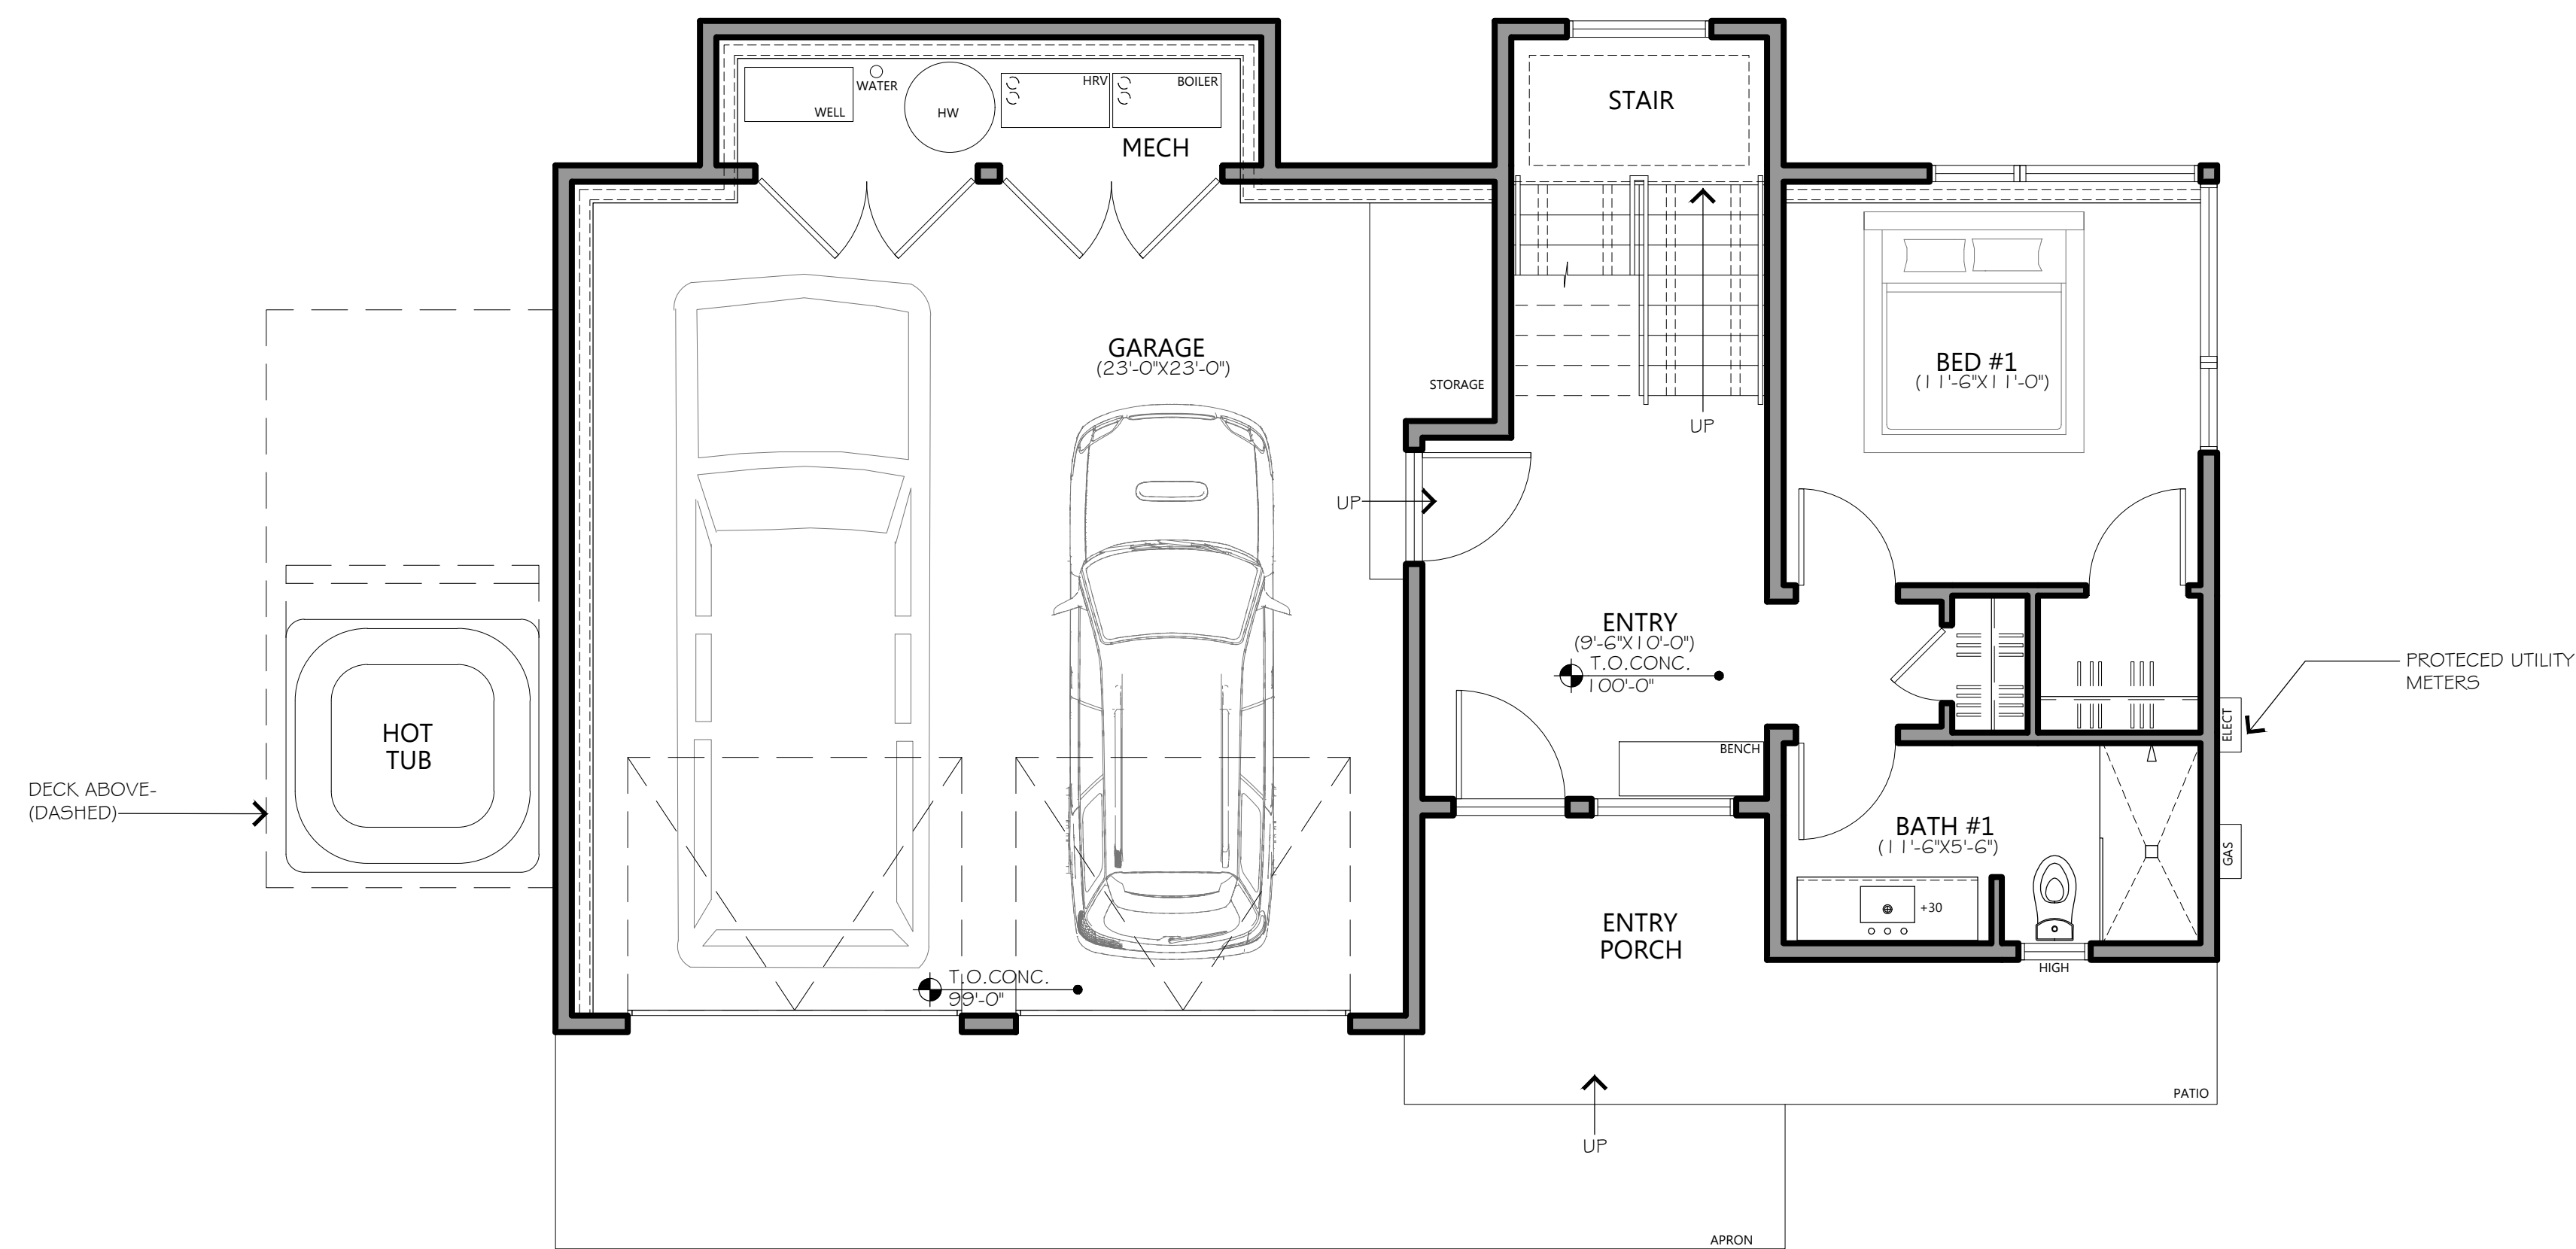 STAIR
WATER
HRV
BOILER
WELL
HW
MECH
GARAGE
(23'-0"X23'-0")
STORAGE
UP
BED #1
(11'-6"X11'-0")
UP
ENTRY
(9'-6"X10'-0")
T.O.CONC.
100'-0"
PROTECED UTILITY
METERS
ELECT
HOT
TUB
BENCH
DECK ABOVE-
(DASHED)
BATH #1
(11'-6"X5'-6")
GAS
+30
ENTRY
PORCH
HIGH
T.O.CONC.
99'-0"
PATIO
UP
APRON